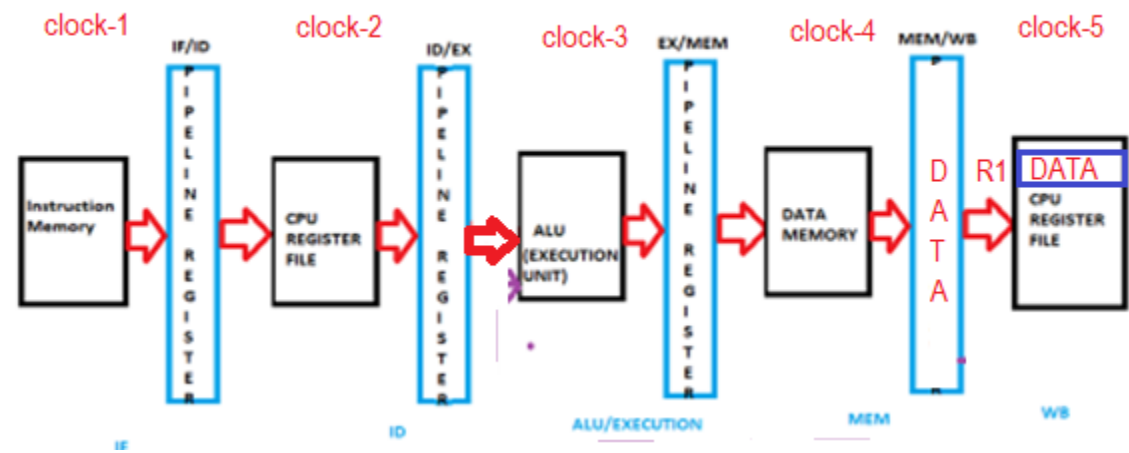 clock-1
clock-2
clock-3
clock-4
clock-5
IF/ID
ID/EX
EX/MEM
MEM/WB
PIPELINE REGISTER
PIPELINE REGISTER
PIPELINE REGISTER
DATA
R1
DATA
Instruction
Memory
CPU
REGISTER
FILE
ALU
(EXECUTION
UNIT)
DATA
MEMORY
CPU
REGISTER
FILE
IF
ID
ALU/EXECUTION
MEM
WB